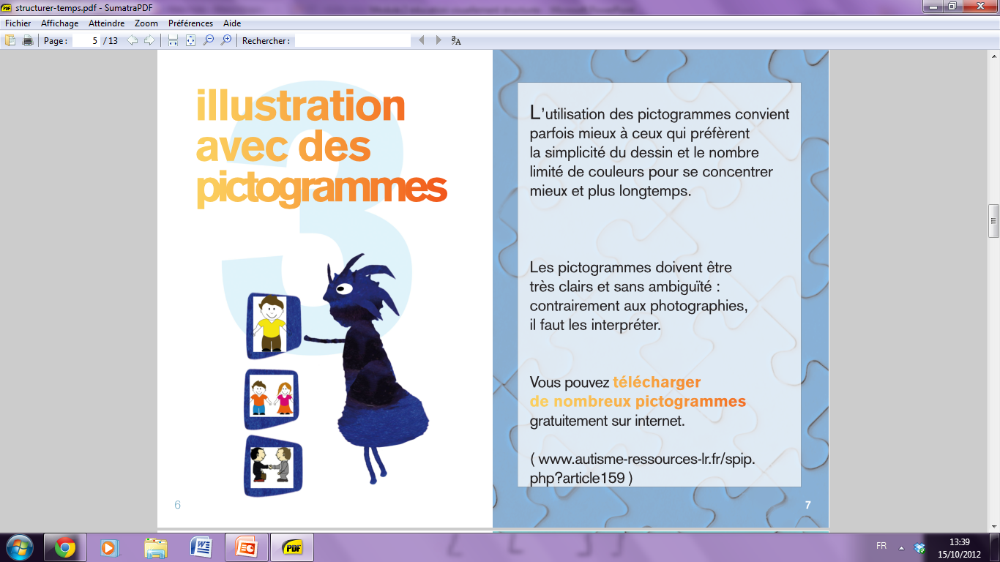 structurer-temps.pdf - SumatraPDF
Fichier Affichage Atteindre Zoom Préférences Aide
Page : 5 / 13 Rechercher :
3
illustration
avec des
pictogrammes
6
L'utilisation des pictogrammes convient
parfois mieux à ceux qui préfèrent
la simplicité du dessin et le nombre
limité de couleurs pour se concentrer
mieux et plus longtemps.
Les pictogrammes doivent être
très clairs et sans ambiguïté :
contrairement aux photographies,
il faut les interpréter.
Vous pouvez télécharger
de nombreux pictogrammes
gratuitement sur internet.
( www.autisme-ressources-lr.fr/spip.
php?article159 )
7
PDF
FR
13:39
15/10/2012